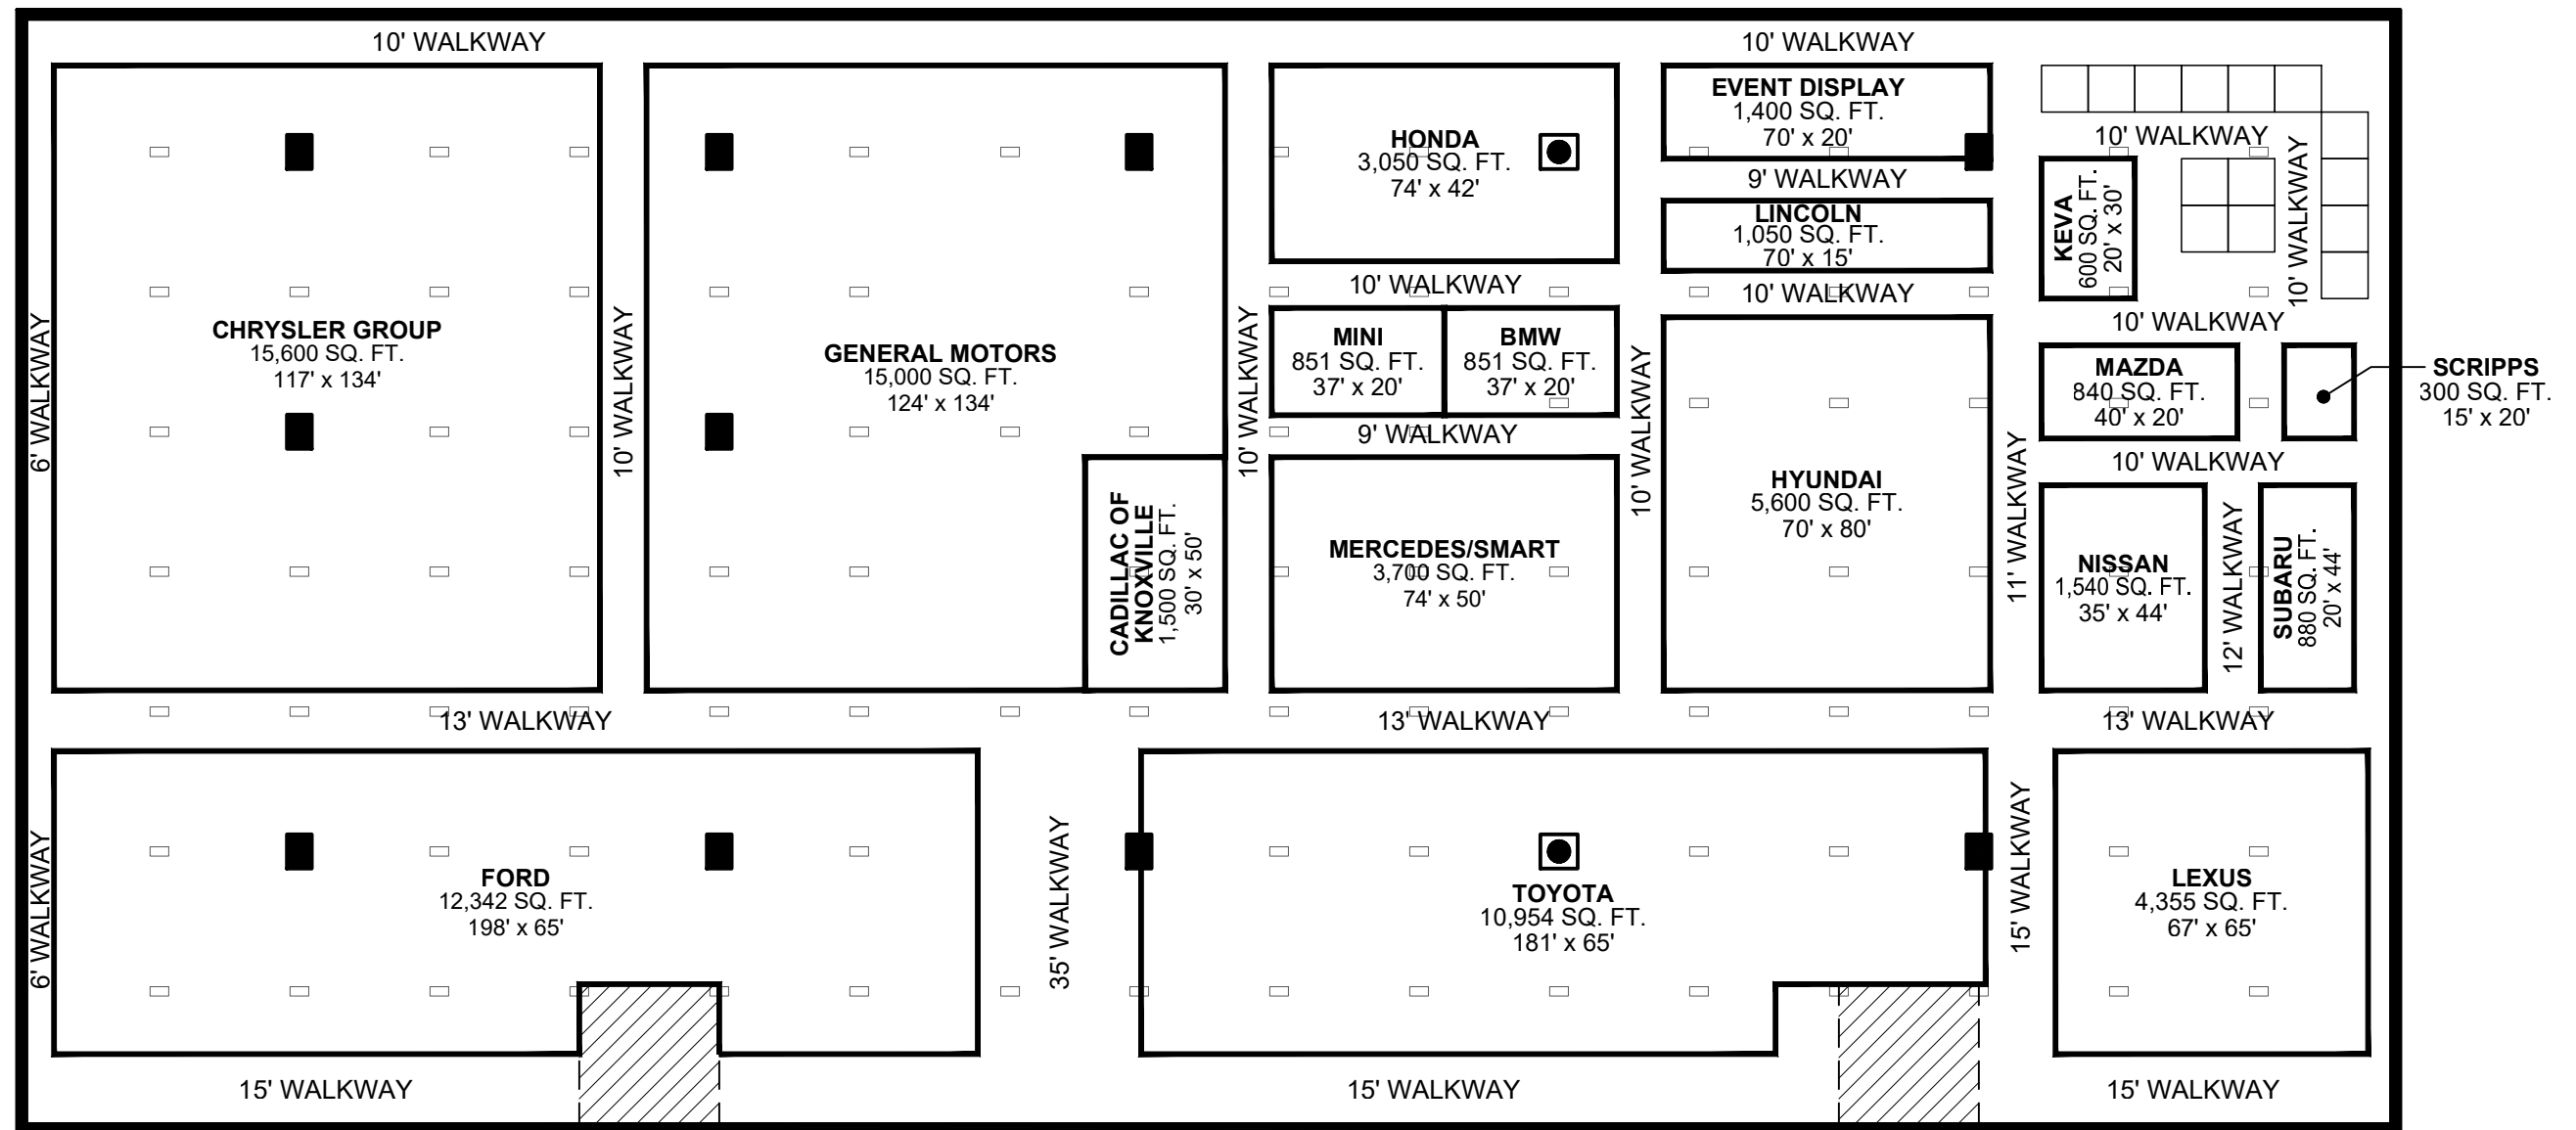 10' WALKWAY
10' WALKWAY
CHRYSLER GROUP
15,600 SQ. FT.
117' x 134'
6' WALKWAY
10' WALKWAY
GENERAL MOTORS
15,000 SQ. FT.
124' x 134'
CADILLAC OF
KNOXVILLE
1,500 SQ. FT.
30' x 50'
10' WALKWAY
HONDA
3,050 SQ. FT.
74' x 42'
10' WALKWAY
MINI
851 SQ. FT.
37' x 20'
BMW
851 SQ. FT.
37' x 20'
9' WALKWAY
MERCEDES/SMART
3,700 SQ. FT.
74' x 50'
10' WALKWAY
EVENT DISPLAY
1,400 SQ. FT.
70' x 20'
9' WALKWAY
LINCOLN
1,050 SQ. FT.
70' x 15'
10' WALKWAY
HYUNDAI
5,600 SQ. FT.
70' x 80'
11' WALKWAY
10' WALKWAY
KEVA
600 SQ. FT.
20' x 30'
10' WALKWAY
10' WALKWAY
MAZDA
840 SQ. FT.
40' x 20'
SCRIPPS
300 SQ. FT.
15' x 20'
10' WALKWAY
NISSAN
1,540 SQ. FT.
35' x 44'
12' WALKWAY
SUBARU
880 SQ. FT.
20' x 44'
13' WALKWAY
13' WALKWAY
13' WALKWAY
6' WALKWAY
FORD
12,342 SQ. FT.
198' x 65'
35' WALKWAY
TOYOTA
10,954 SQ. FT.
181' x 65'
15' WALKWAY
LEXUS
4,355 SQ. FT.
67' x 65'
15' WALKWAY
15' WALKWAY
15' WALKWAY